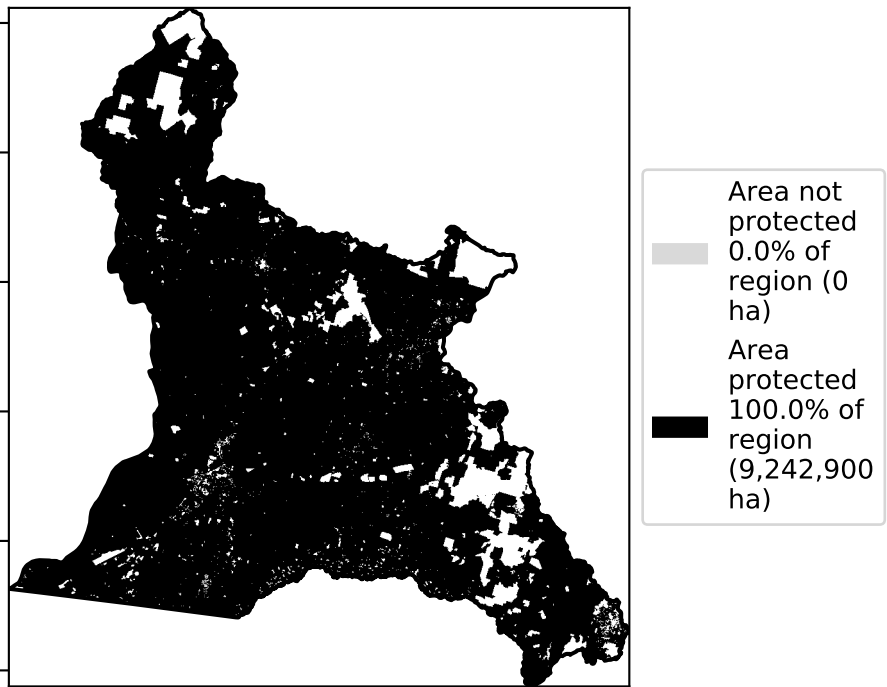 Area not
protected
0.0% of
region (0
ha)
Area
protected
100.0% of
region
(9,242,900
ha)